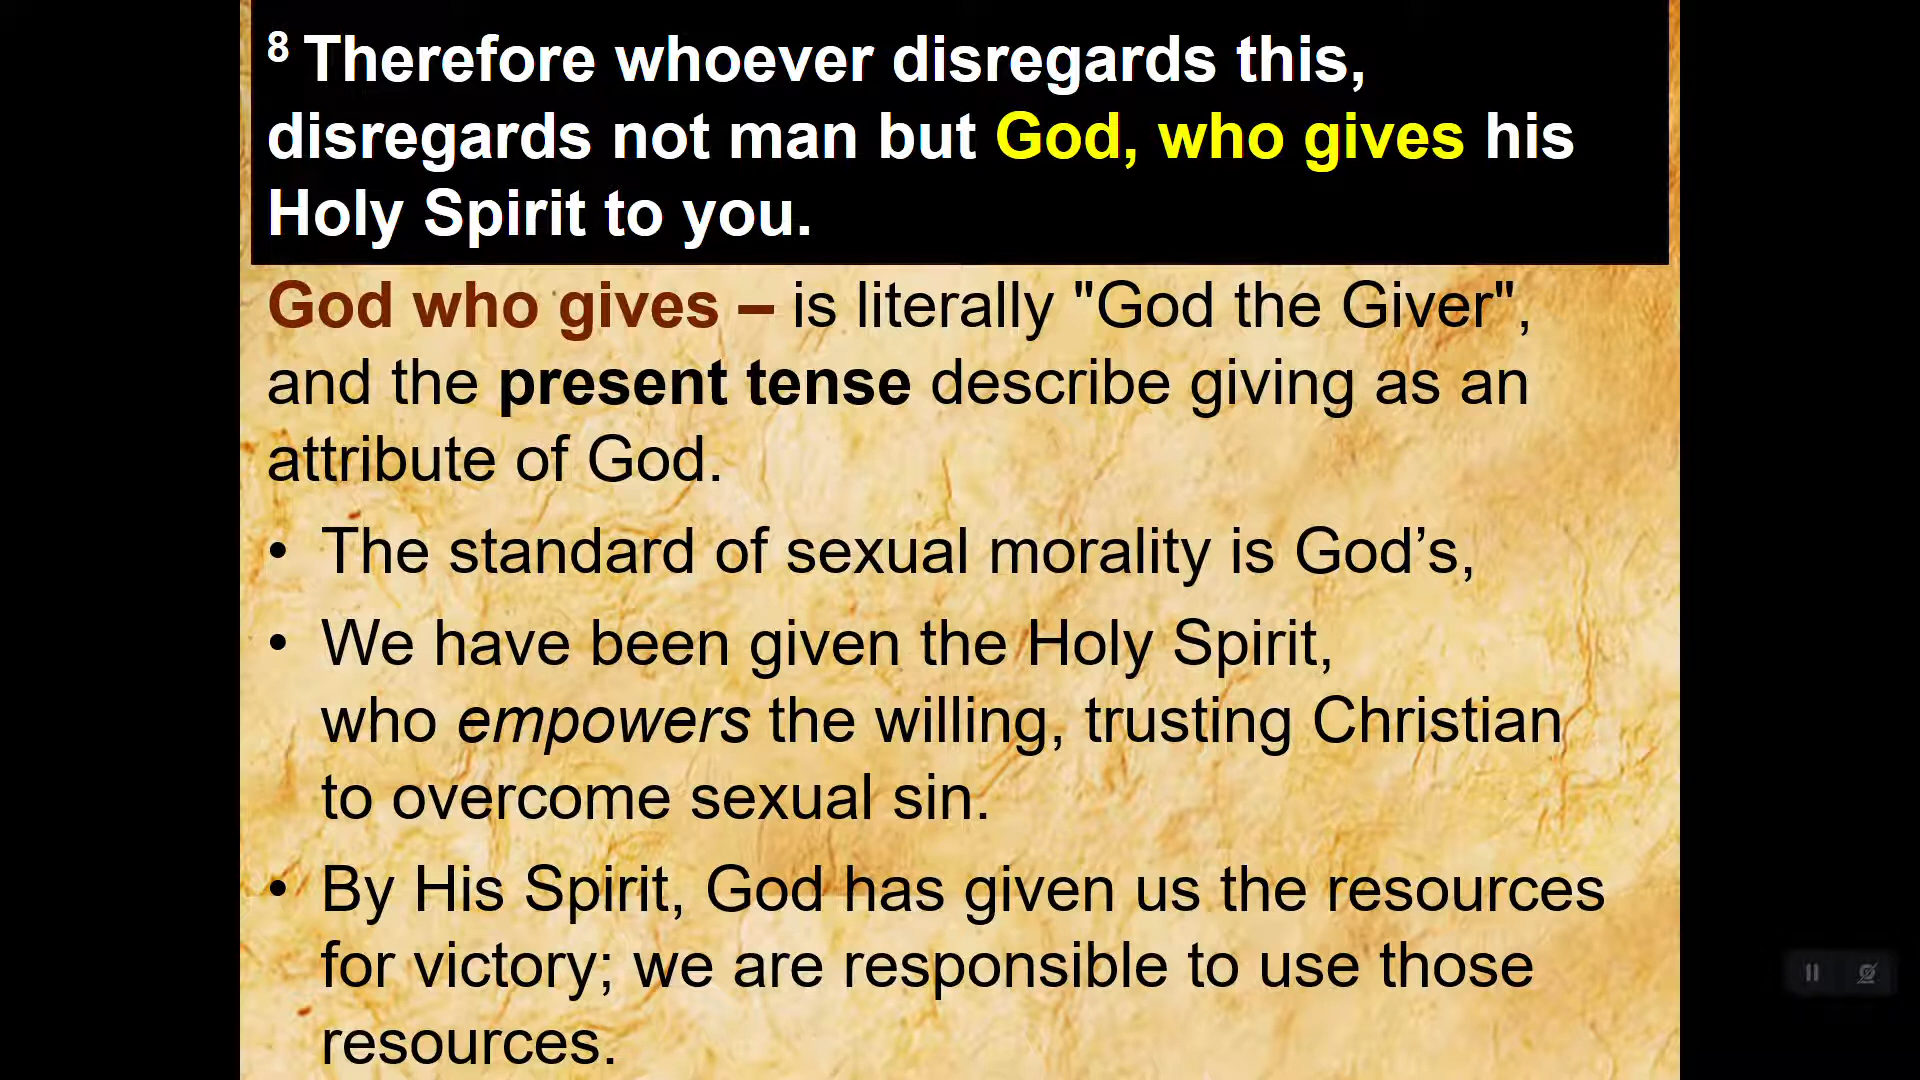 8 Therefore whoever disregards this,
disregards not man but God, who gives his
Holy Spirit to you.
God who gives – is literally "God the Giver",
and the present tense describe giving as an
attribute of God.
• The standard of sexual morality is God’s,
• We have been given the Holy Spirit,
who empowers the willing, trusting Christian
to overcome sexual sin.
• By His Spirit, God has given us the resources
for victory; we are responsible to use those
resources.